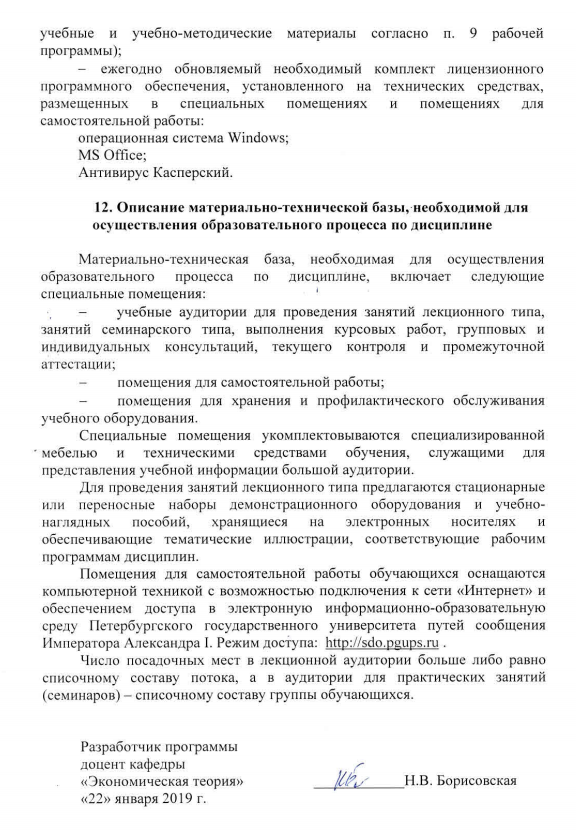 учебные и учебно-методические материалы согласно п. 9 рабочей
программы);
– ежегодно обновляемый необходимый комплект лицензионного
программного обеспечения, установленного на технических средствах,
размещенных в специальных помещениях и помещениях для
самостоятельной работы:
операционная система Windows;
MS Office;
Антивирус Касперский.
12. Описание материально-технической базы, необходимой для
осуществления образовательного процесса по дисциплине
Материально-техническая база, необходимая для осуществления
образовательного процесса по дисциплине, включает следующие
специальные помещения:
– учебные аудитории для проведения занятий лекционного типа,
занятий семинарского типа, выполнения курсовых работ, групповых и
индивидуальных консультаций, текущего контроля и промежуточной
аттестации;
– помещения для самостоятельной работы;
– помещения для хранения и профилактического обслуживания
учебного оборудования.
Специальные помещения укомплектовываются специализированной
мебелью и техническими средствами обучения, служащими для
представления учебной информации большой аудитории.
Для проведения занятий лекционного типа предлагаются стационарные
или переносные наборы демонстрационного оборудования и учебно-
наглядных пособий, хранящиеся на электронных носителях и
обеспечивающие тематические иллюстрации, соответствующие рабочим
программам дисциплин.
Помещения для самостоятельной работы обучающихся оснащаются
компьютерной техникой с возможностью подключения к сети «Интернет» и
обеспечением доступа в электронную информационно-образовательную
среду Петербургского государственного университета путей сообщения
Императора Александра I. Режим доступа: http://sdo.pgups.ru .
Число посадочных мест в лекционной аудитории больше либо равно
списочному составу потока, а в аудитории для практических занятий
(семинаров) – списочному составу группы обучающихся.
Разработчик программы
доцент кафедры
«Экономическая теория» Н.В. Борисовская
«22» января 2019 г.